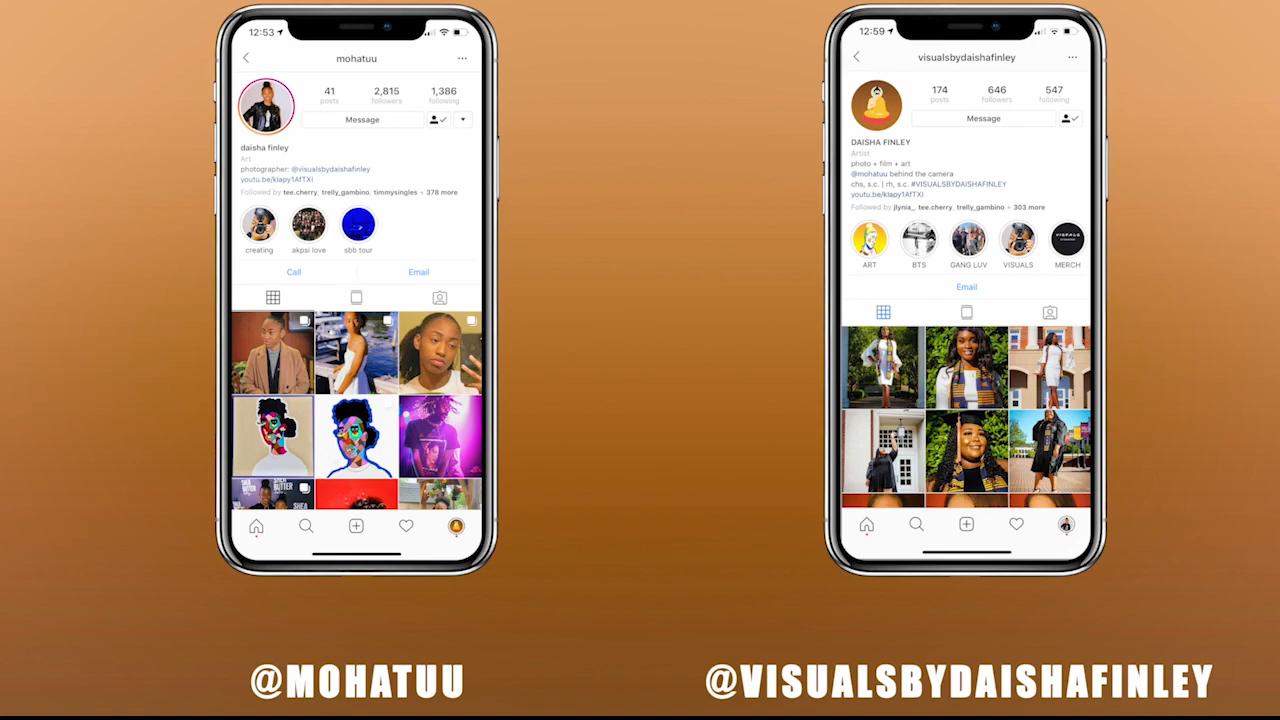 12:53
mohatuu
41
2,815
1,386
posts
followers
following
Message
daisha finley
Art
photographer: @visualsbydaishafinley
youtu.be/klapy1AfTXI
Followed by tee.cherry, trelly_gambino, timmysingles + 378 more
creating
akpsi love
sbb tour
Call
Email
SHEA BUTTER
SHEA
@MOHATUU
12:59
visualsbydaishafinley
174
646
547
posts
followers
following
Message
DAISHA FINLEY
Artist
photo + film + art
@mohatuu behind the camera
chs, s.c. | rh, s.c. #VISUALSBYDAISHAFINLEY
youtu.be/klapy1AfTXI
Followed by jlynia_, tee.cherry, trelly_gambino + 303 more
VISUALS
ART
BTS
GANG LUV
VISUALS
MERCH
Email
@VISUALSBYDAISHAFINLEY